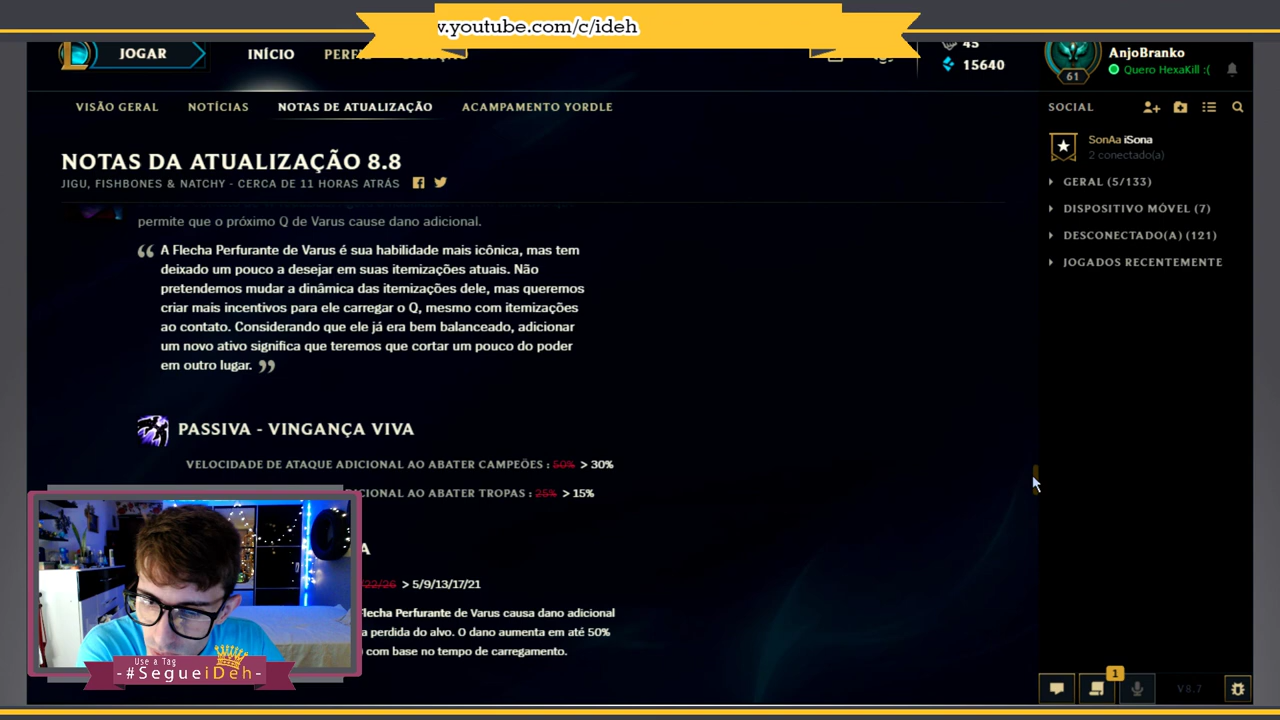 .youtube.com/c/ideh
JOGAR
INÍCIO
45
15640
AnjoBranko
Quero HexaKill :(
61
VISÃO GERAL
NOTÍCIAS
NOTAS DE ATUALIZAÇÃO
ACAMPAMENTO YORDLE
SOCIAL
NOTAS DA ATUALIZAÇÃO 8.8
JIGU, FISHBONES & NATCHY - CERCA DE 11 HORAS ATRÁS
SonAa iSona
2 conectado(a)
GERAL (5/133)
DISPOSITIVO MÓVEL (7)
DESCONECTADO(A) (121)
JOGADOS RECENTEMENTE
permite que o próximo Q de Varus cause dano adicional.
“ A Flecha Perfurante de Varus é sua habilidade mais icônica, mas tem
deixado um pouco a desejar em suas itemizações atuais. Não
pretendemos mudar a dinâmica das itemizações dele, mas queremos
criar mais incentivos para ele carregar o Q, mesmo com itemizações
ao contato. Considerando que ele já era bem balanceado, adicionar
um novo ativo significa que teremos que cortar um pouco do poder
em outro lugar. ”
PASSIVA - VINGANÇA VIVA
VELOCIDADE DE ATAQUE ADICIONAL AO ABATER CAMPEÕES : 50% > 30%
ICIONAL AO ABATER TROPAS : 25% > 15%
A
/22/26 > 5/9/13/17/21
Flecha Perfurante de Varus causa dano adicional
a perdida do alvo. O dano aumenta em até 50%
com base no tempo de carregamento.
Use a Tag
-#SegueiDeh-
1
V8.7